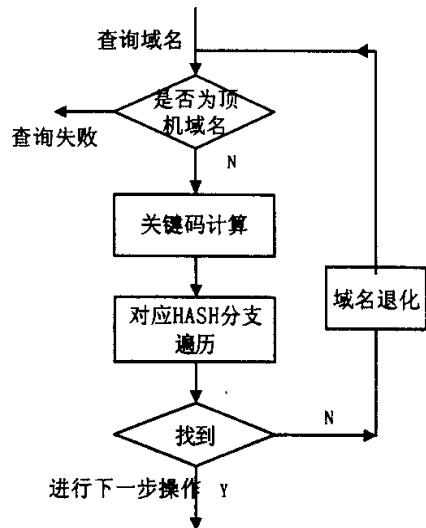 查询域名
是否为顶
机域名
查询失败
N
关键码计算
域名退化
对应HASH分支
遍历
找到
N
进行下一步操作 Y